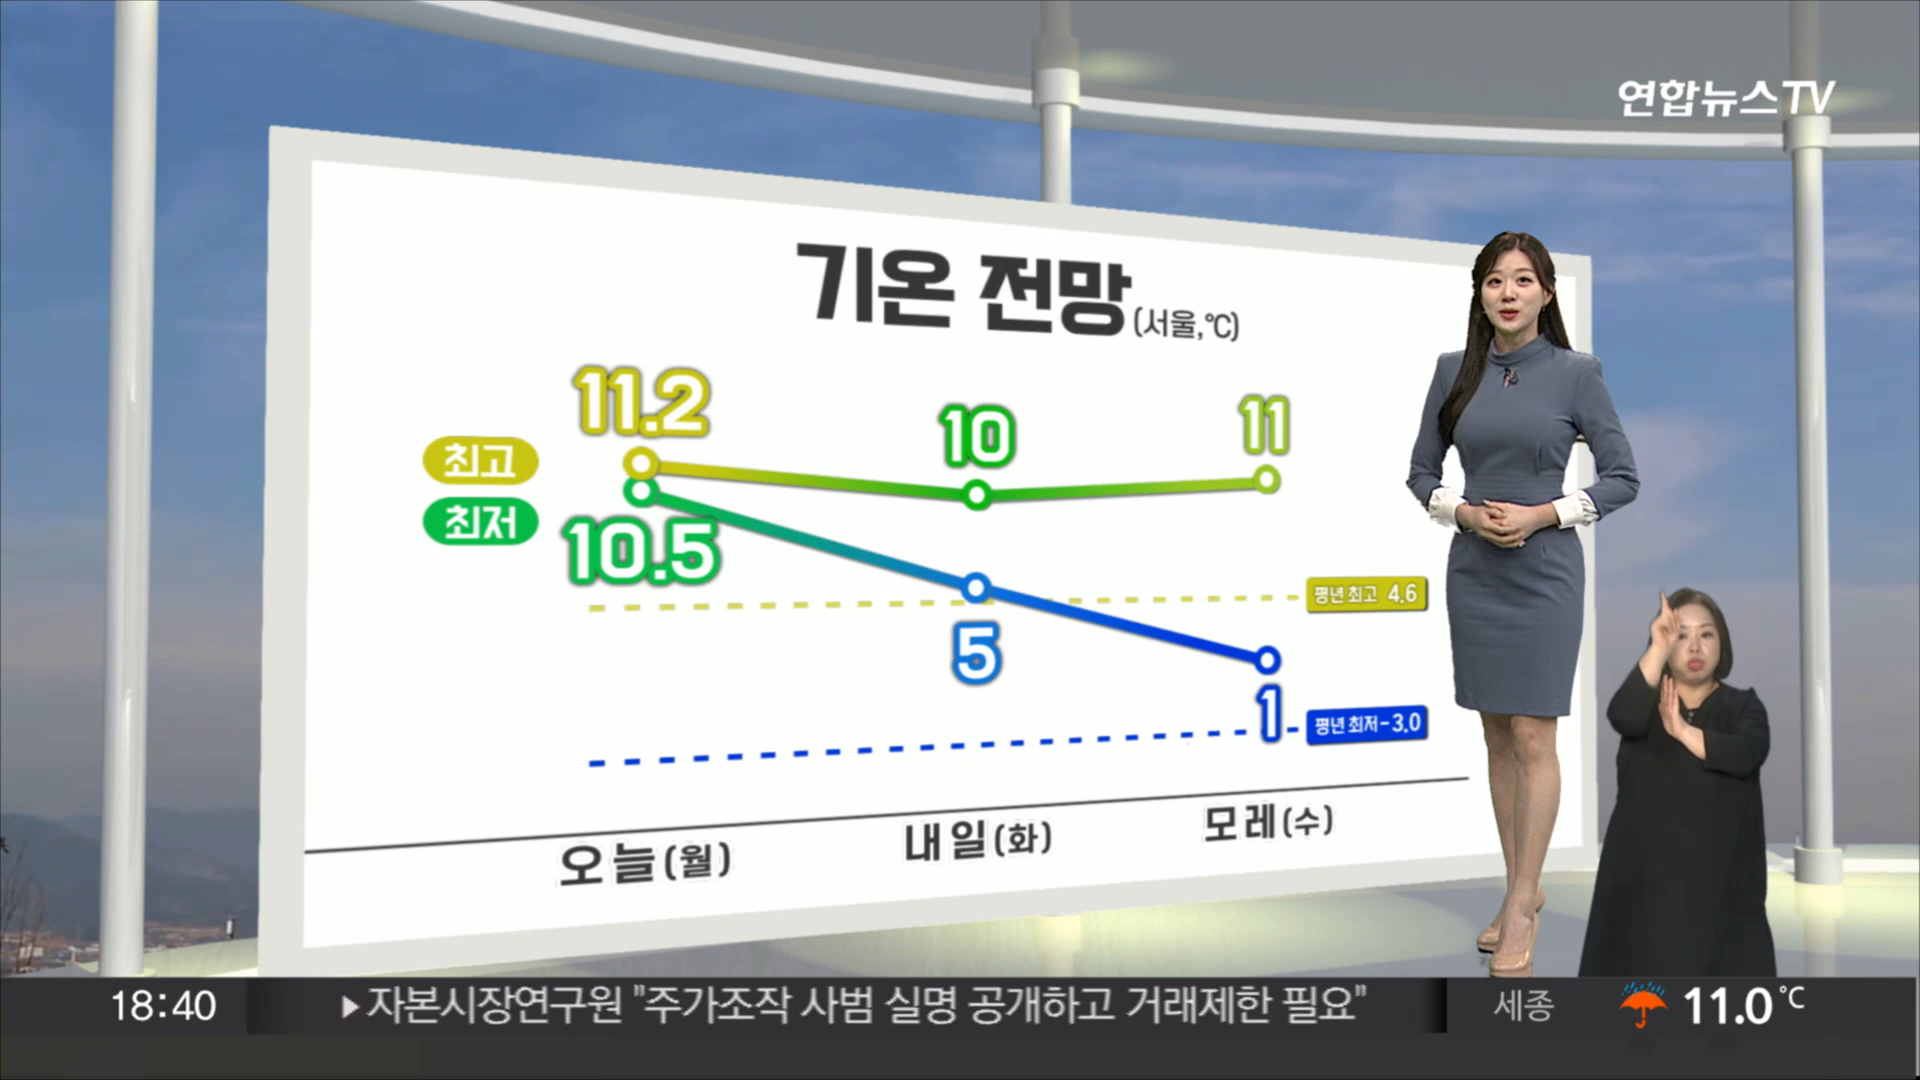 연합뉴스TV
기온 전망(서울,℃)
11.2
10
11
최고
최저
10.5
평년 최고 4.6
5
1
평년 최저 -3.0
오늘(월)
내일(화)
모레(수)
18:40
▶자본시장연구원 "주가조작 사범 실명 공개하고 거래제한 필요"
세종
11.0℃